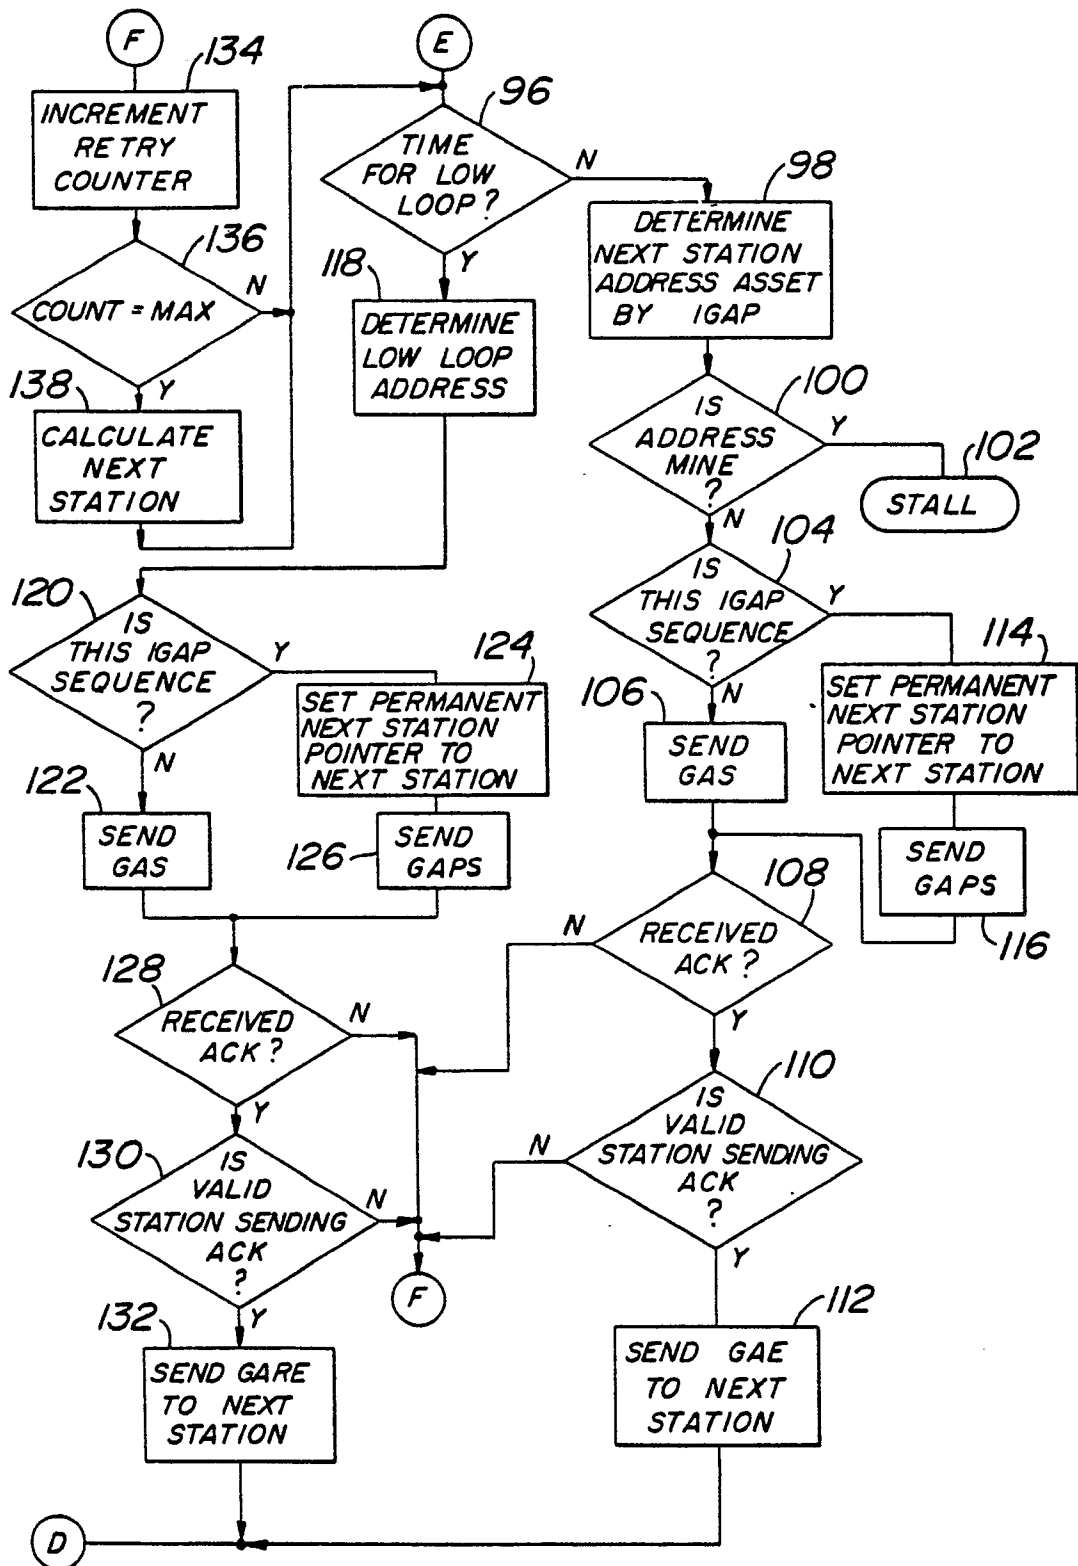 F
134
INCREMENT
RETRY
COUNTER
136
COUNT = MAX
N
Y
138
CALCULATE
NEXT
STATION
E
96
TIME
FOR LOW
LOOP?
N
Y
118
DETERMINE
LOW LOOP
ADDRESS
98
DETERMINE
NEXT STATION
ADDRESS ASSET
BY IGAP
100
IS
ADDRESS
MINE
?
Y
N
102
STALL
104
IS
THIS IGAP
SEQUENCE
?
Y
N
114
SET PERMANENT
NEXT STATION
POINTER TO
NEXT STATION
106
SEND
GAS
SEND
GAPS
116
120
IS
THIS IGAP
SEQUENCE
?
Y
N
124
SET PERMANENT
NEXT STATION
POINTER TO
NEXT STATION
122
SEND
GAS
126
SEND
GAPS
108
RECEIVED
ACK?
N
Y
128
RECEIVED
ACK?
N
Y
110
IS
VALID
STATION SENDING
ACK
?
N
Y
130
IS
VALID
STATION SENDING
ACK
?
N
Y
F
132
SEND GARE
TO NEXT
STATION
112
SEND GAE
TO NEXT
STATION
D